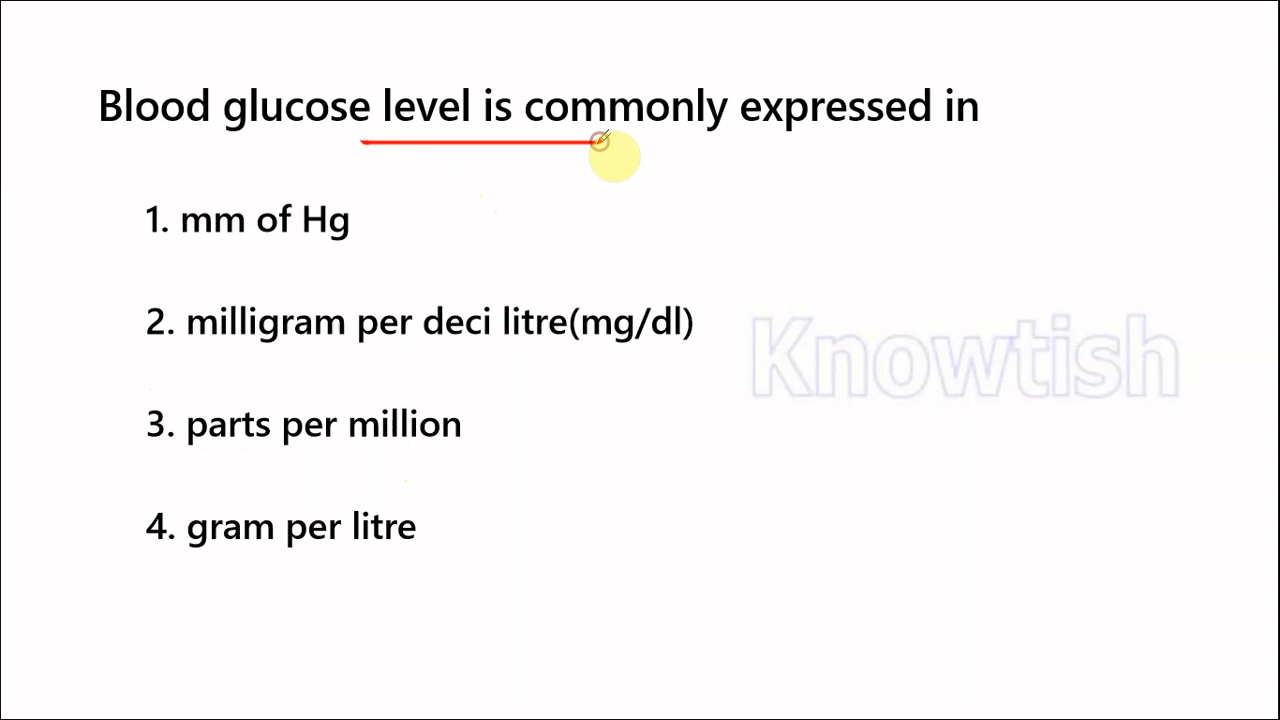 Blood glucose level is commonly expressed in
1. mm of Hg
2. milligram per deci litre(mg/dl)
Knowtish
3. parts per million
4. gram per litre